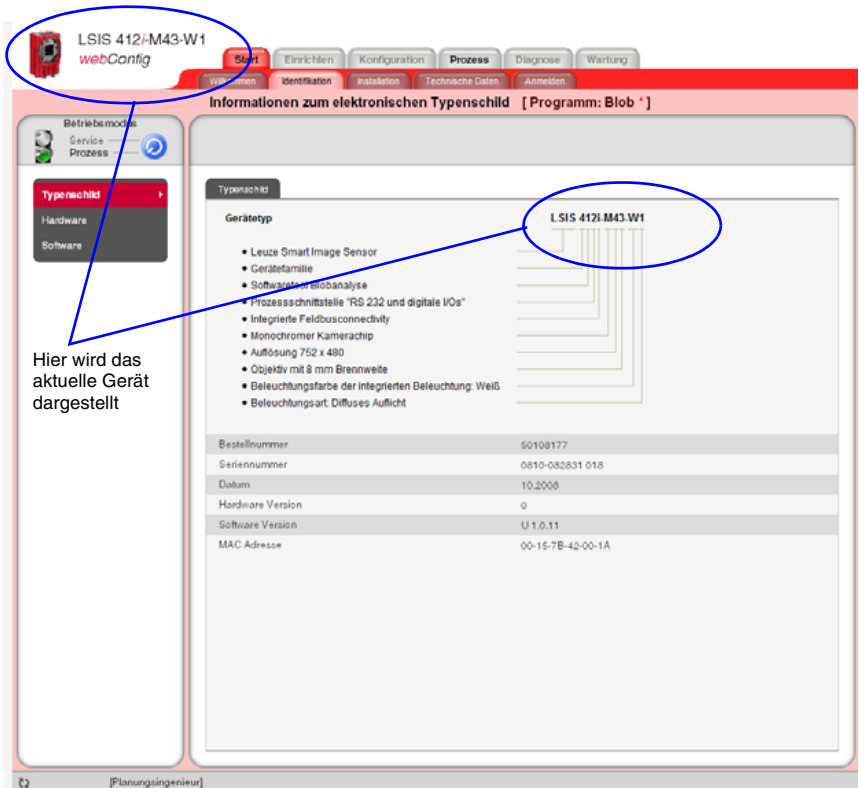 LSIS 412i-M43-W1
webConfig
Start Einrichten Konfiguration Prozess Diagnose Wartung
Willkommen Identifikation Installation Technische Daten Anmelden
Informationen zum elektronischen Typenschild [ Programm: Blob * ]
Betriebsmodus
Service
Prozess
Typenschild
Hardware
Software
Hier wird das
aktuelle Gerät
dargestellt
Typenschild
Gerätetyp LSIS 412i-M43-W1
• Leuze Smart Image Sensor
• Gerätefamilie
• Softwaretool Blobanalyse
• Prozessschnittstelle "RS 232 und digitale I/Os"
• Integrierte Feldbusconnectivity
• Monochromer Kamerachip
• Auflösung 752 x 480
• Objektiv mit 8 mm Brennweite
• Beleuchtungsfarbe der integrierten Beleuchtung: Weiß
• Beleuchtungsart: Diffuses Auflicht
Bestellnummer 50108177
Seriennummer 0810-082831 018
Datum 10.2008
Hardware Version 0
Software Version U 1.0.11
MAC Adresse 00-15-7B-42-00-1A
[Planungsingenieur]